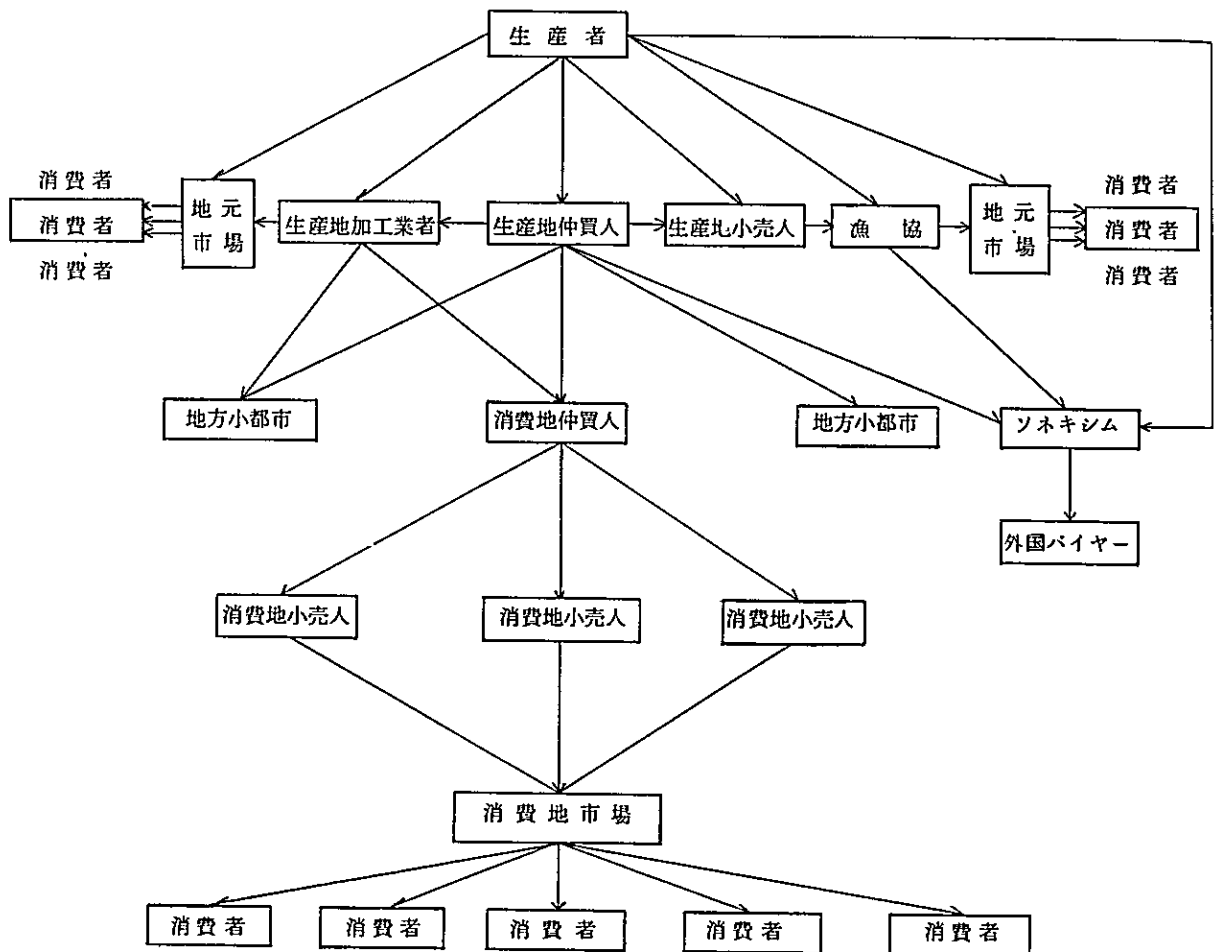 生産者
消費者
消費者
消費者
地元
市場
生産地加工業者
生産地仲買人
生産地小売人
漁協
地元
市場
消費者
消費者
消費者
地方小都市
消費地仲買人
地方小都市
ソネキシム
外国バイヤー
消費地小売人
消費地小売人
消費地小売人
消費地市場
消費者
消費者
消費者
消費者
消費者